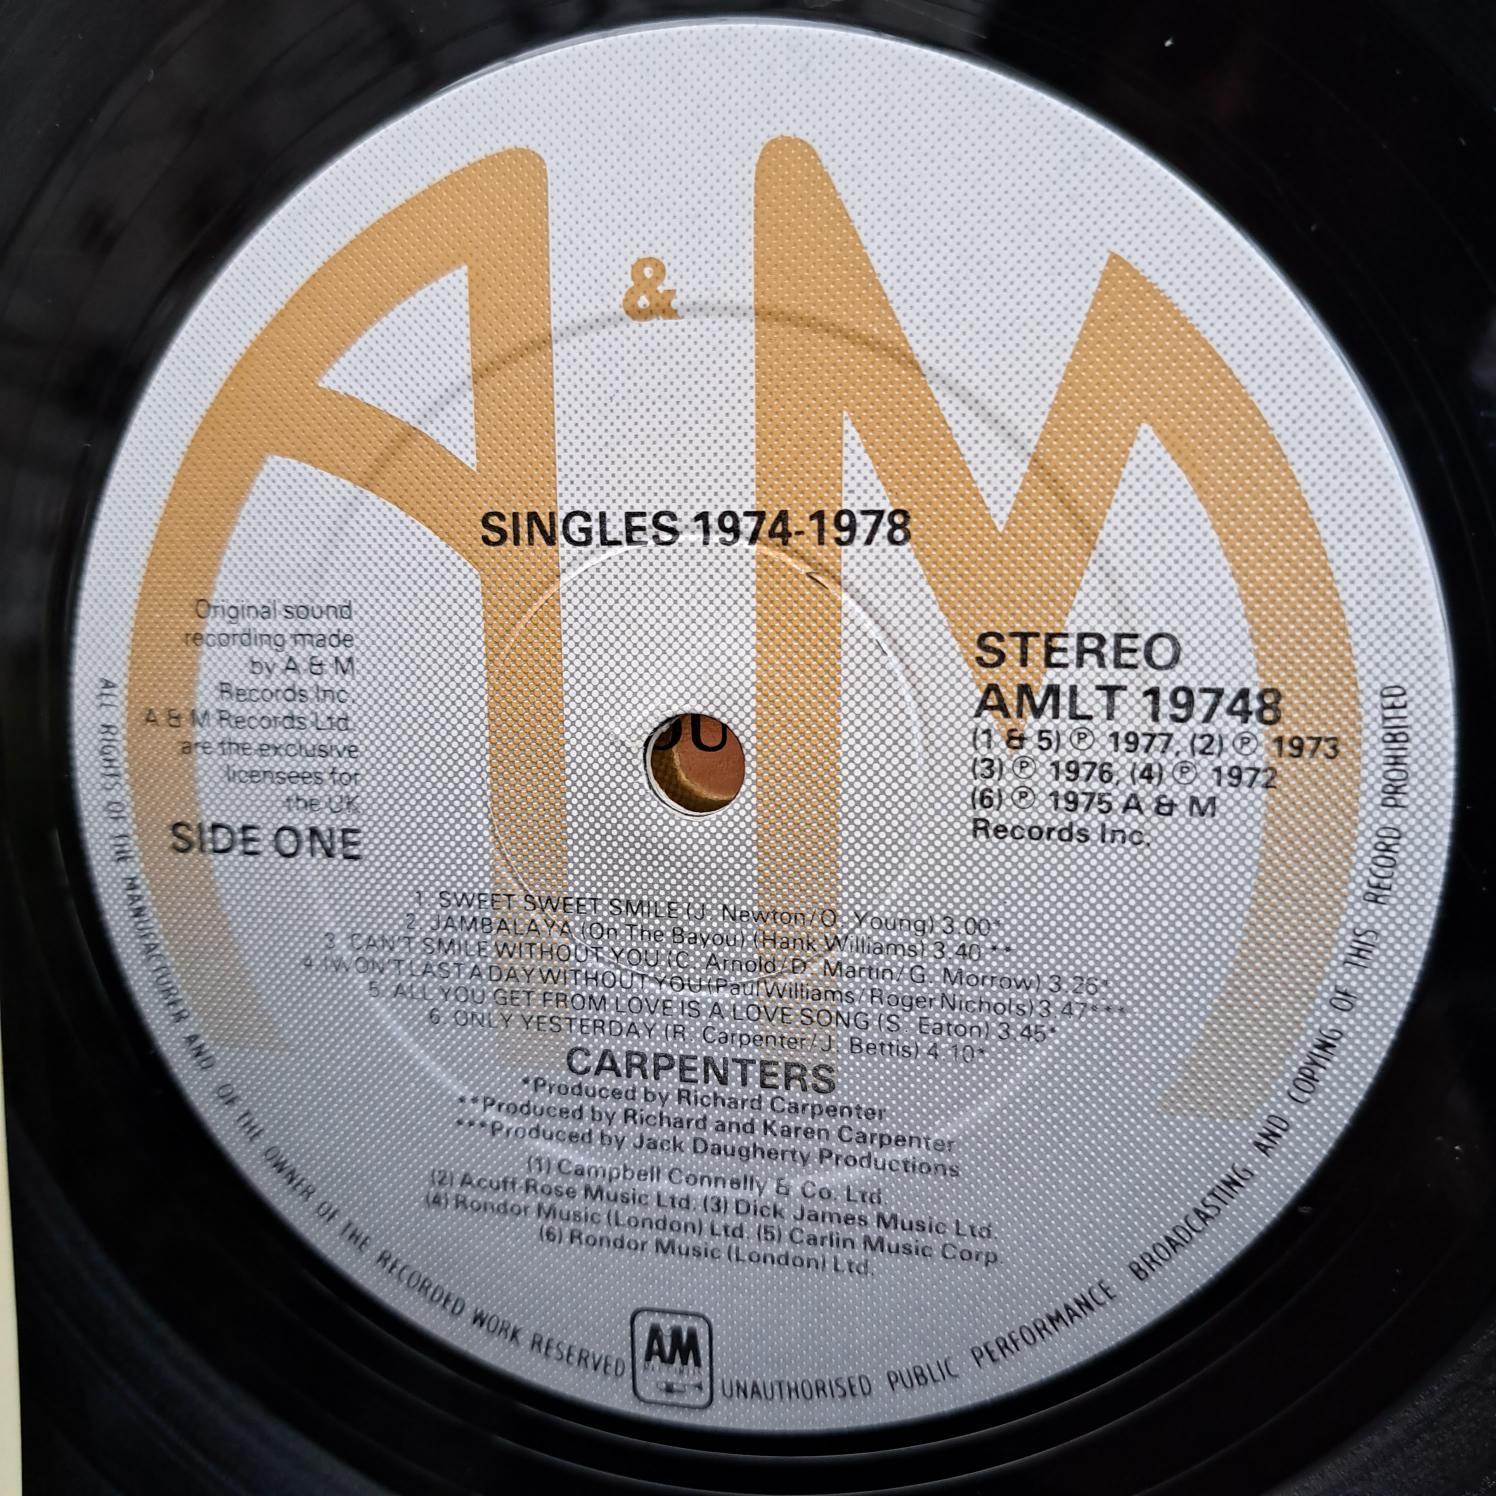 A & M
SINGLES 1974-1978
Original sound
recording made
by A & M
Records Inc.
A & M Records Ltd.
are the exclusive
licensees for
the UK
SIDE ONE
STEREO
AMLT 19748
(1 & 5) ℗ 1977, (2) ℗ 1973
(3) ℗ 1976, (4) ℗ 1972
(6) ℗ 1975 A & M
Records Inc.
OU
1. SWEET SWEET SMILE (J. Newton/O. Young) 3.00*
2. JAMBALAYA (On The Bayou) (Hank Williams) 3.40**
3. CAN'T SMILE WITHOUT YOU (C. Arnold/D. Martin/G. Morrow) 3.26*
4. I WON'T LAST A DAY WITHOUT YOU (Paul Williams/Roger Nichols) 3.47***
5. ALL YOU GET FROM LOVE IS A LOVE SONG (S. Eaton) 3.45*
6. ONLY YESTERDAY (R. Carpenter/J. Bettis) 4.10*
CARPENTERS
*Produced by Richard Carpenter
**Produced by Richard and Karen Carpenter
***Produced by Jack Daugherty Productions
(1) Campbell Connelly & Co. Ltd.
(2) Acuff Rose Music Ltd. (3) Dick James Music Ltd.
(4) Rondor Music (London) Ltd. (5) Carlin Music Corp.
(6) Rondor Music (London) Ltd.
ALL RIGHTS OF THE MANUFACTURER AND OF THE OWNER OF THE RECORDED WORK RESERVED
AM
UNAUTHORISED PUBLIC PERFORMANCE BROADCASTING AND COPYING OF THIS RECORD PROHIBITED